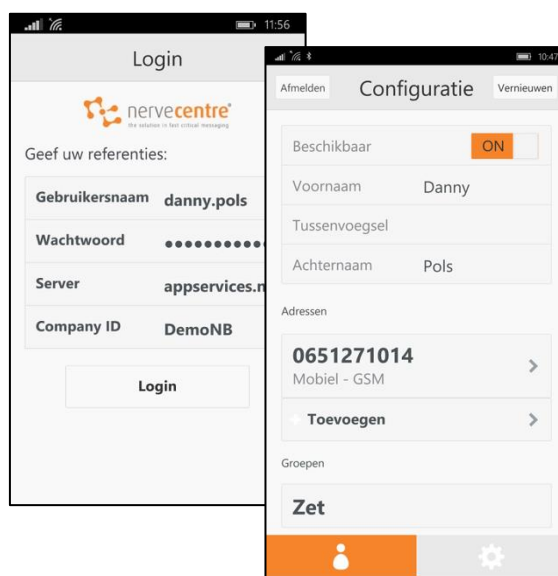 11:56
Login
nervecentre
the solution in fast critical messaging
Geef uw referenties:
Gebruikersnaam danny.pols
Wachtwoord ●●●●●●●●●●●
Server appservices.n
Company ID DemoNB
Login
10:47
Afmelden Configuratie Vernieuwen
Beschikbaar ON
Voornaam Danny
Tussenvoegsel
Achternaam Pols
Adressen
0651271014
Mobiel - GSM
Toevoegen
Groepen
Zet